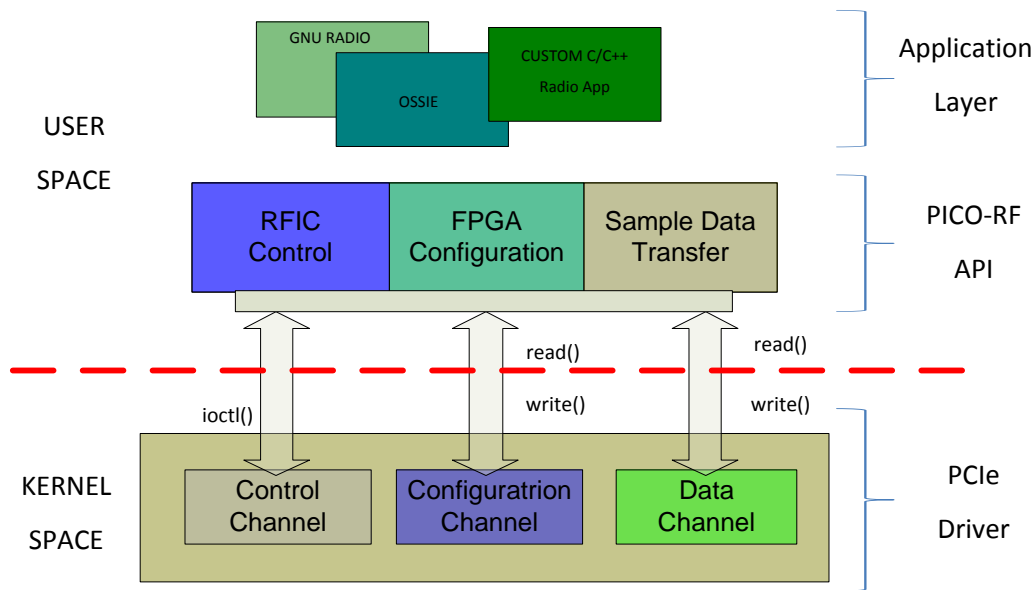 GNU RADIO
CUSTOM C/C++
Radio App
OSSIE
Application
Layer
USER
SPACE
RFIC
Control
FPGA
Configuration
Sample Data
Transfer
PICO-RF
API
read()
read()
ioctl()
write()
write()
KERNEL
SPACE
Control
Channel
Configuratrion
Channel
Data
Channel
PCIe
Driver